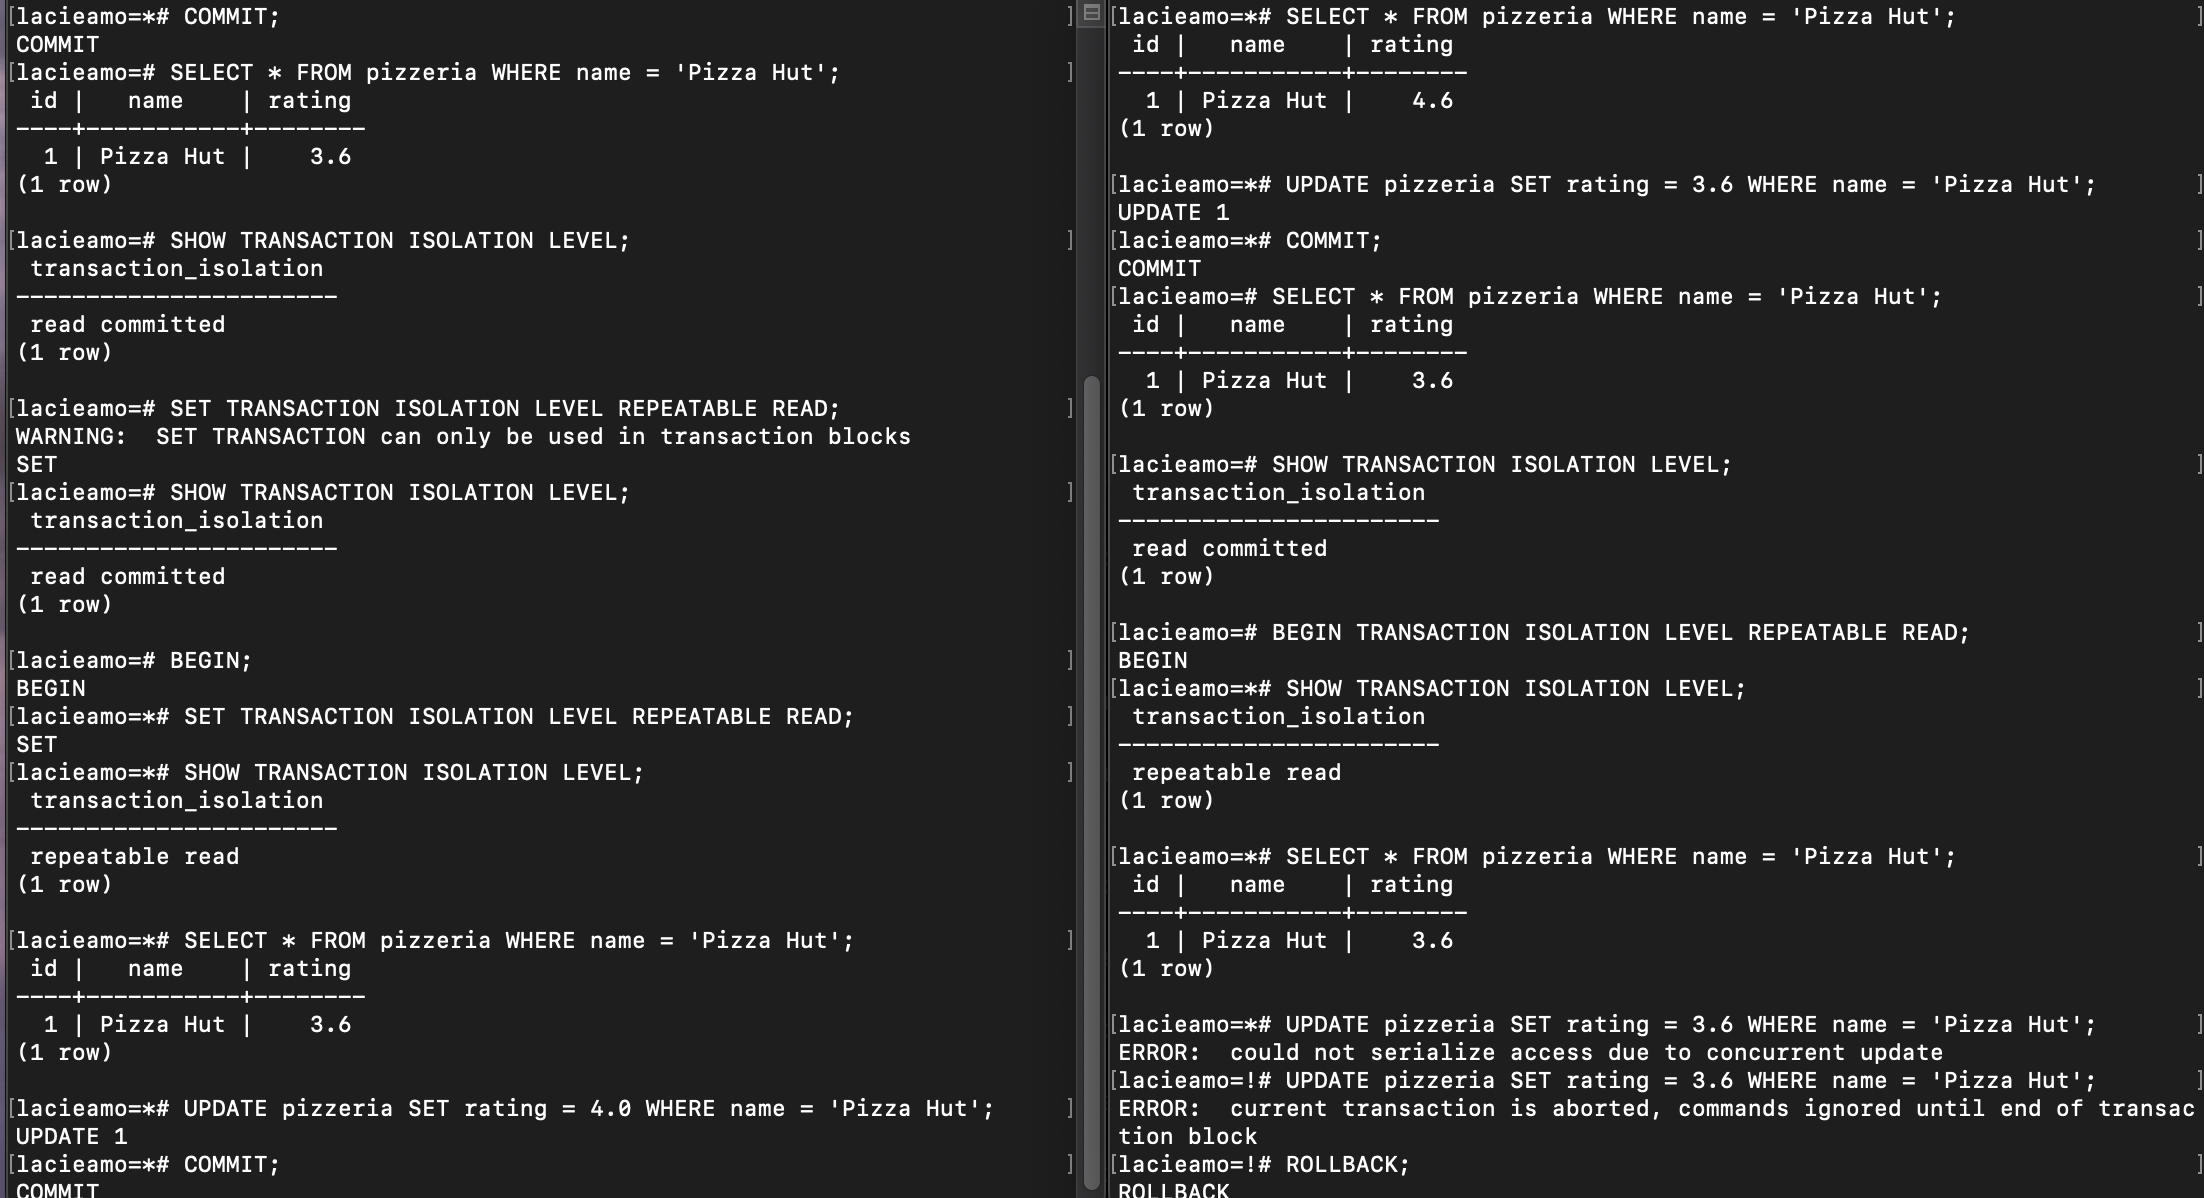 [lacieamo=*# COMMIT; ]
COMMIT
[lacieamo=# SELECT * FROM pizzeria WHERE name = 'Pizza Hut'; ]
 id |   name    | rating
----+-----------+--------
  1 | Pizza Hut |    3.6
(1 row)

[lacieamo=# SHOW TRANSACTION ISOLATION LEVEL; ]
 transaction_isolation
-----------------------
 read committed
(1 row)

[lacieamo=# SET TRANSACTION ISOLATION LEVEL REPEATABLE READ; ]
WARNING:  SET TRANSACTION can only be used in transaction blocks
SET
[lacieamo=# SHOW TRANSACTION ISOLATION LEVEL; ]
 transaction_isolation
-----------------------
 read committed
(1 row)

[lacieamo=# BEGIN; ]
BEGIN
[lacieamo=*# SET TRANSACTION ISOLATION LEVEL REPEATABLE READ; ]
SET
[lacieamo=*# SHOW TRANSACTION ISOLATION LEVEL; ]
 transaction_isolation
-----------------------
 repeatable read
(1 row)

[lacieamo=*# SELECT * FROM pizzeria WHERE name = 'Pizza Hut'; ]
 id |   name    | rating
----+-----------+--------
  1 | Pizza Hut |    3.6
(1 row)

[lacieamo=*# UPDATE pizzeria SET rating = 4.0 WHERE name = 'Pizza Hut'; ]
UPDATE 1
[lacieamo=*# COMMIT; ]
COMMIT
[lacieamo=*# SELECT * FROM pizzeria WHERE name = 'Pizza Hut'; ]
 id |   name    | rating
----+-----------+--------
  1 | Pizza Hut |    4.6
(1 row)

[lacieamo=*# UPDATE pizzeria SET rating = 3.6 WHERE name = 'Pizza Hut'; ]
UPDATE 1
[lacieamo=*# COMMIT; ]
COMMIT
[lacieamo=# SELECT * FROM pizzeria WHERE name = 'Pizza Hut'; ]
 id |   name    | rating
----+-----------+--------
  1 | Pizza Hut |    3.6
(1 row)

[lacieamo=# SHOW TRANSACTION ISOLATION LEVEL; ]
 transaction_isolation
-----------------------
 read committed
(1 row)

[lacieamo=# BEGIN TRANSACTION ISOLATION LEVEL REPEATABLE READ; ]
BEGIN
[lacieamo=*# SHOW TRANSACTION ISOLATION LEVEL; ]
 transaction_isolation
-----------------------
 repeatable read
(1 row)

[lacieamo=*# SELECT * FROM pizzeria WHERE name = 'Pizza Hut'; ]
 id |   name    | rating
----+-----------+--------
  1 | Pizza Hut |    3.6
(1 row)

[lacieamo=*# UPDATE pizzeria SET rating = 3.6 WHERE name = 'Pizza Hut'; ]
ERROR:  could not serialize access due to concurrent update
[lacieamo=!# UPDATE pizzeria SET rating = 3.6 WHERE name = 'Pizza Hut'; ]
ERROR:  current transaction is aborted, commands ignored until end of transac
tion block
[lacieamo=!# ROLLBACK; ]
ROLLBACK